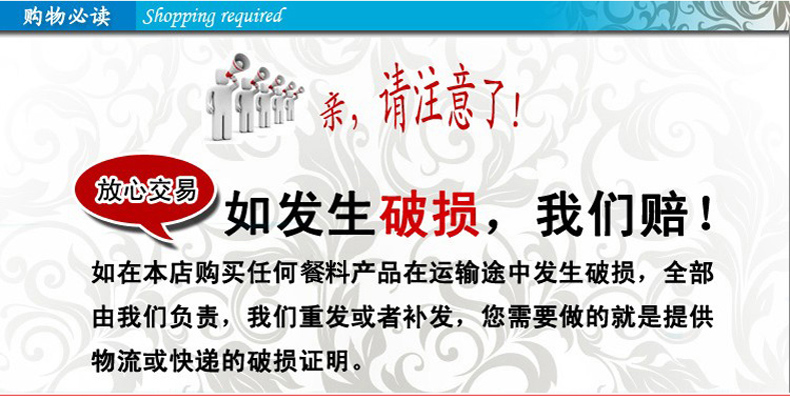 购物必读 Shopping required
亲，请注意了！
放心交易
如发生破损，我们赔！
如在本店购买任何餐料产品在运输途中发生破损，全部
由我们负责，我们重发或者补发，您需要做的就是提供
物流或快递的破损证明。